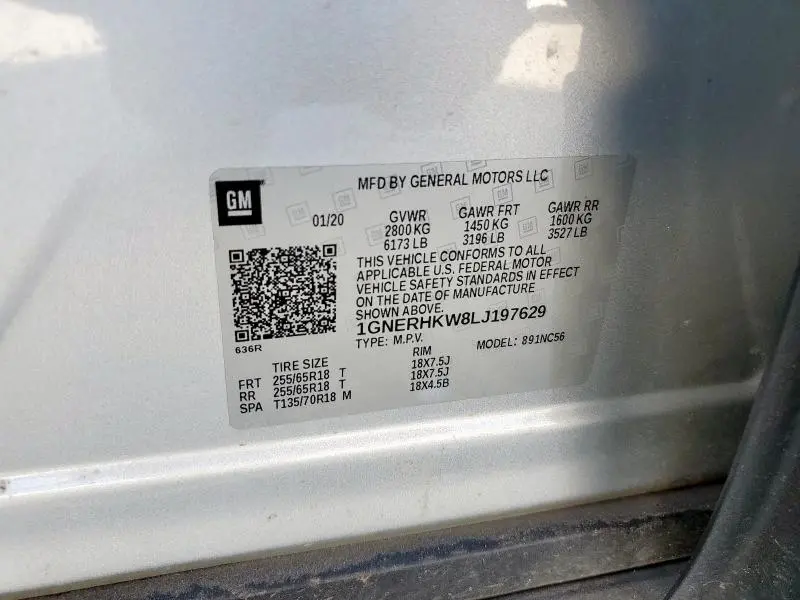 GM
MFD BY GENERAL MOTORS LLC
01/20
GVWR GAWR FRT GAWR RR
2800 KG 1450 KG 1600 KG
6173 LB 3196 LB 3527 LB
THIS VEHICLE CONFORMS TO ALL
APPLICABLE U.S. FEDERAL MOTOR
VEHICLE SAFETY STANDARDS IN EFFECT
ON THE DATE OF MANUFACTURE
SHOWN ABOVE.
1GNERHKW8LJ197629
636R
TYPE: M.P.V. MODEL: 891NC56
TIRE SIZE RIM
FRT 255/65R18 T 18X7.5J
RR 255/65R18 T 18X7.5J
SPA T135/70R18 M 18X4.5B